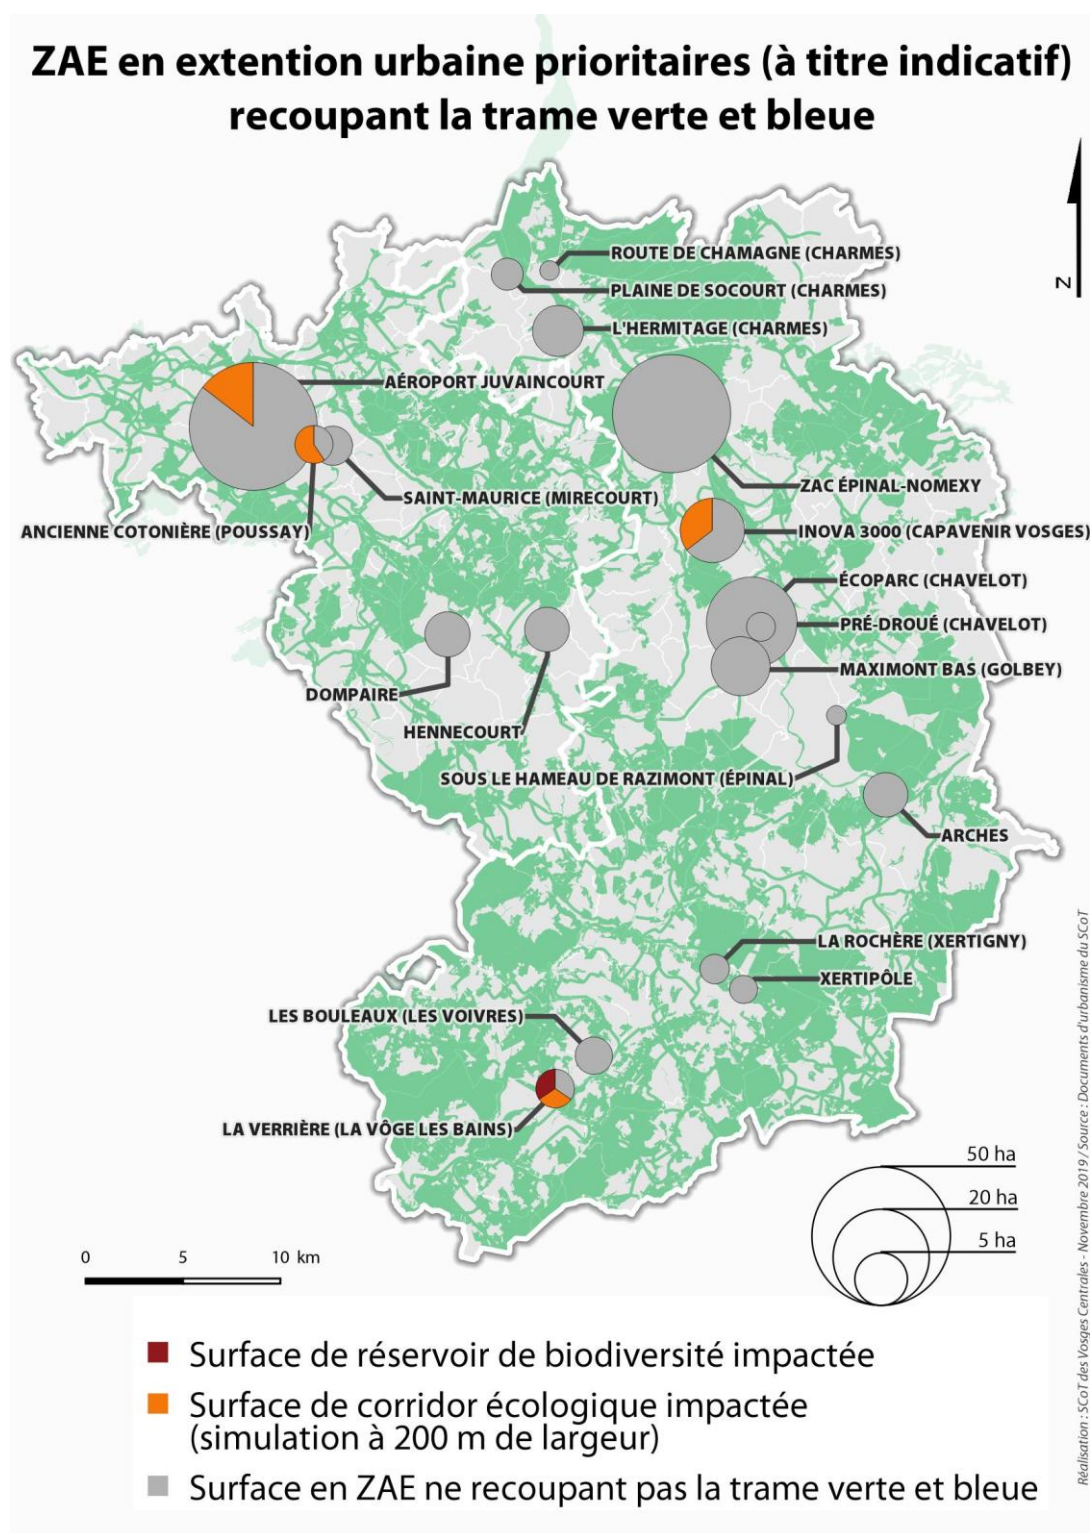 ZAE en extention urbaine prioritaires (à titre indicatif)
recoupant la trame verte et bleue
Z
ROUTE DE CHAMAGNE (CHARMES)
PLAINE DE SOCOURT (CHARMES)
L'HERMITAGE (CHARMES)
AÉROPORT JUVAINCOURT
ZAC ÉPINAL-NOMEXY
SAINT-MAURICE (MIRECOURT)
ANCIENNE COTONIÈRE (POUSSAY)
INOVA 3000 (CAPAVENIR VOSGES)
ÉCOPARC (CHAVELOT)
PRÉ-DROUÉ (CHAVELOT)
MAXIMONT BAS (GOLBEY)
DOMPAIRE
HENNECOURT
SOUS LE HAMEAU DE RAZIMONT (ÉPINAL)
ARCHES
LA ROCHÈRE (XERTIGNY)
XERTIPÔLE
LES BOULEAUX (LES VOIVRES)
LA VERRIÈRE (LA VÔGE LES BAINS)
50 ha
20 ha
5 ha
0 5 10 km
Surface de réservoir de biodiversité impactée
Surface de corridor écologique impactée
(simulation à 200 m de largeur)
Surface en ZAE ne recoupant pas la trame verte et bleue
Réalisation : SCoT des Vosges Centrales - Novembre 2019 / Source : Documents d'urbanisme du SCoT